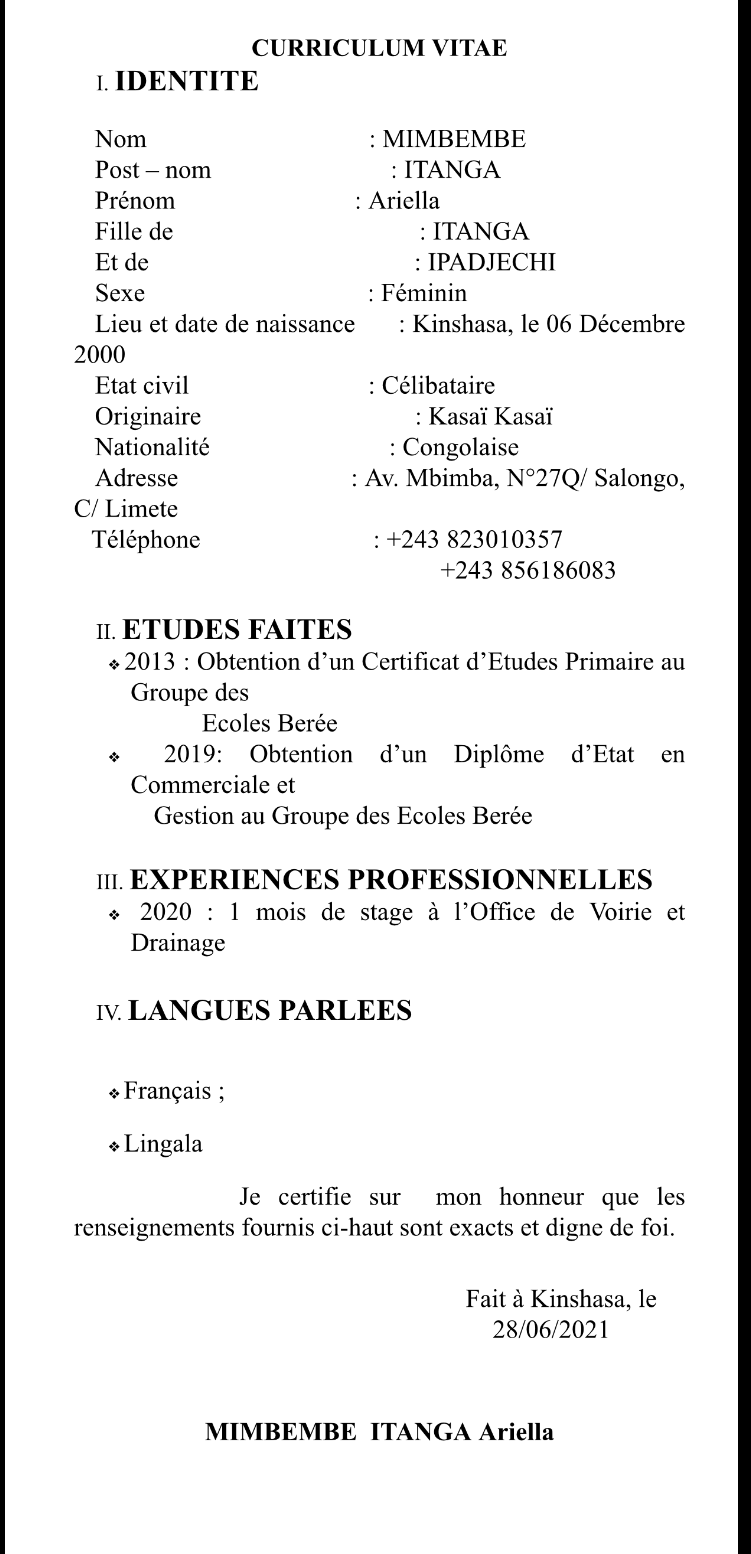 CURRICULUM VITAE
I. IDENTITE
Nom : MIMBEMBE
Post – nom : ITANGA
Prénom : Ariella
Fille de : ITANGA
Et de : IPADJECHI
Sexe : Féminin
Lieu et date de naissance : Kinshasa, le 06 Décembre
2000
Etat civil : Célibataire
Originaire : Kasaï Kasaï
Nationalité : Congolaise
Adresse : Av. Mbimba, N°27Q/ Salongo,
C/ Limete
Téléphone : +243 823010357
+243 856186083
II. ETUDES FAITES
❖ 2013 : Obtention d’un Certificat d’Etudes Primaire au
Groupe des
Ecoles Berée
❖ 2019: Obtention d’un Diplôme d’Etat en
Commerciale et
Gestion au Groupe des Ecoles Berée
III. EXPERIENCES PROFESSIONNELLES
❖ 2020 : 1 mois de stage à l’Office de Voirie et
Drainage
IV. LANGUES PARLEES
❖ Français ;
❖ Lingala
Je certifie sur mon honneur que les
renseignements fournis ci-haut sont exacts et digne de foi.
Fait à Kinshasa, le
28/06/2021
MIMBEMBE ITANGA Ariella